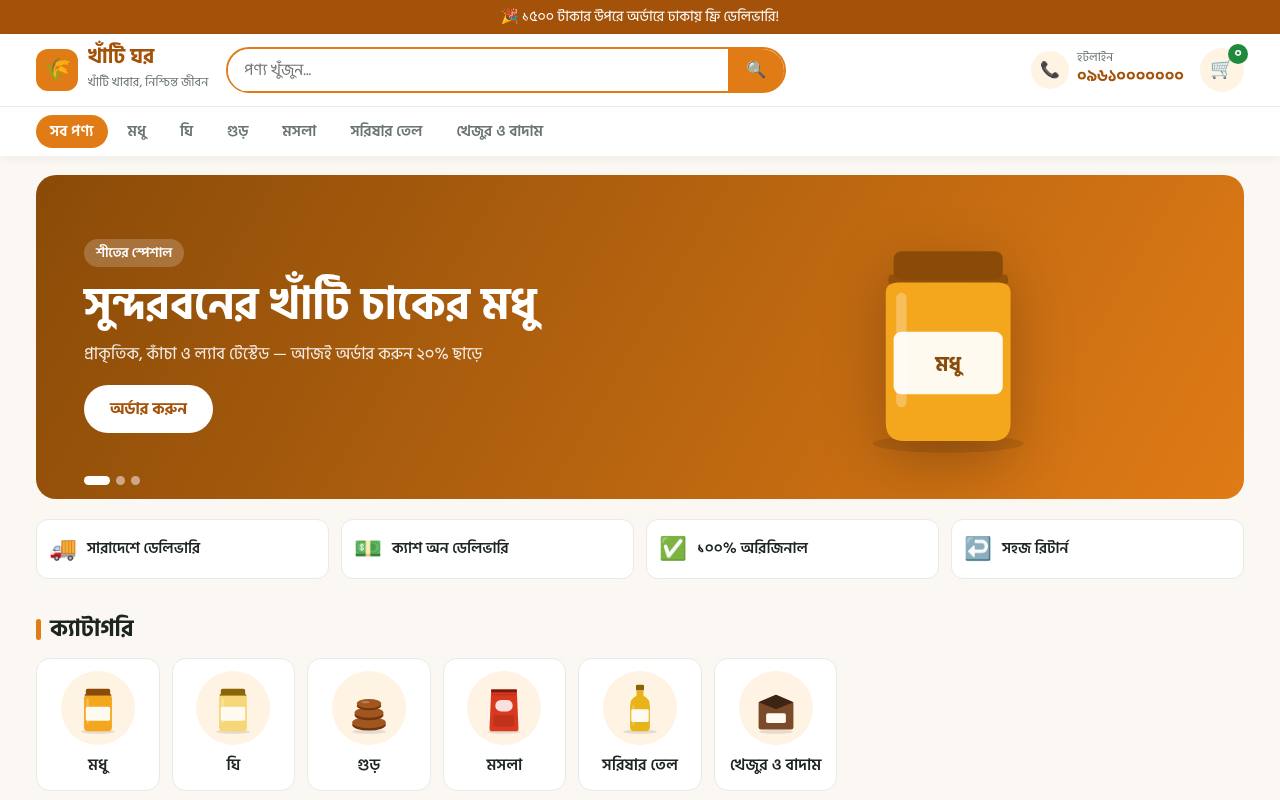 🎉 ১৫০০ টাকার উপরে অর্ডারে ঢাকায় ফ্রি ডেলিভারি!
খাঁটি ঘর
খাঁটি খাবার, নিশ্চিন্ত জীবন
পণ্য খুঁজুন...
হটলাইন
০৯৬১০০০০০০০
০
সব পণ্য
মধু
ঘি
গুড়
মসলা
সরিষার তেল
খেজুর ও বাদাম
শীতের স্পেশাল
সুন্দরবনের খাঁটি চাকের মধু
প্রাকৃতিক, কাঁচা ও ল্যাব টেস্টেড — আজই অর্ডার করুন ২০% ছাড়ে
অর্ডার করুন
মধু
সারাদেশে ডেলিভারি
ক্যাশ অন ডেলিভারি
১০০% অরিজিনাল
সহজ রিটার্ন
ক্যাটাগরি
মধু
ঘি
গুড়
মসলা
সরিষার তেল
খেজুর ও বাদাম